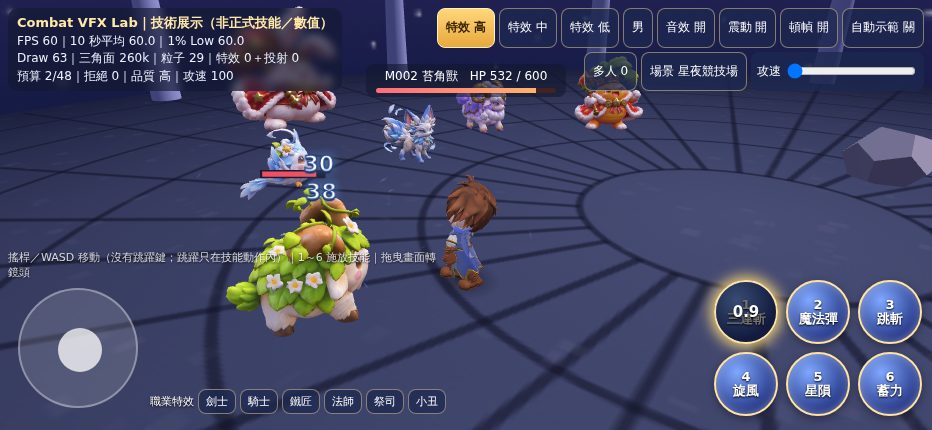 Combat VFX Lab｜技術展示（非正式技能／數值）
FPS 60｜10 秒平均 60.0｜1% Low 60.0
Draw 63｜三角面 260k｜粒子 29｜特效 0＋投射 0
預算 2/48｜拒絕 0｜品質 高｜攻速 100
特效 高
特效 中
特效 低
男
音效 開
震動 開
頓幀 開
自動示範 關
M002 苔角獸 HP 532 / 600
多人 0
場景 星夜競技場
攻速
30
38
搖桿／WASD 移動（沒有跳躍鍵；跳躍只在技能動作內）｜1～6 施放技能｜拖曳畫面轉
鏡頭
1
三連斬
0.9
2
魔法彈
3
跳斬
4
旋風
5
星隕
6
蓄力
職業特效
劍士
騎士
鐵匠
法師
祭司
小丑